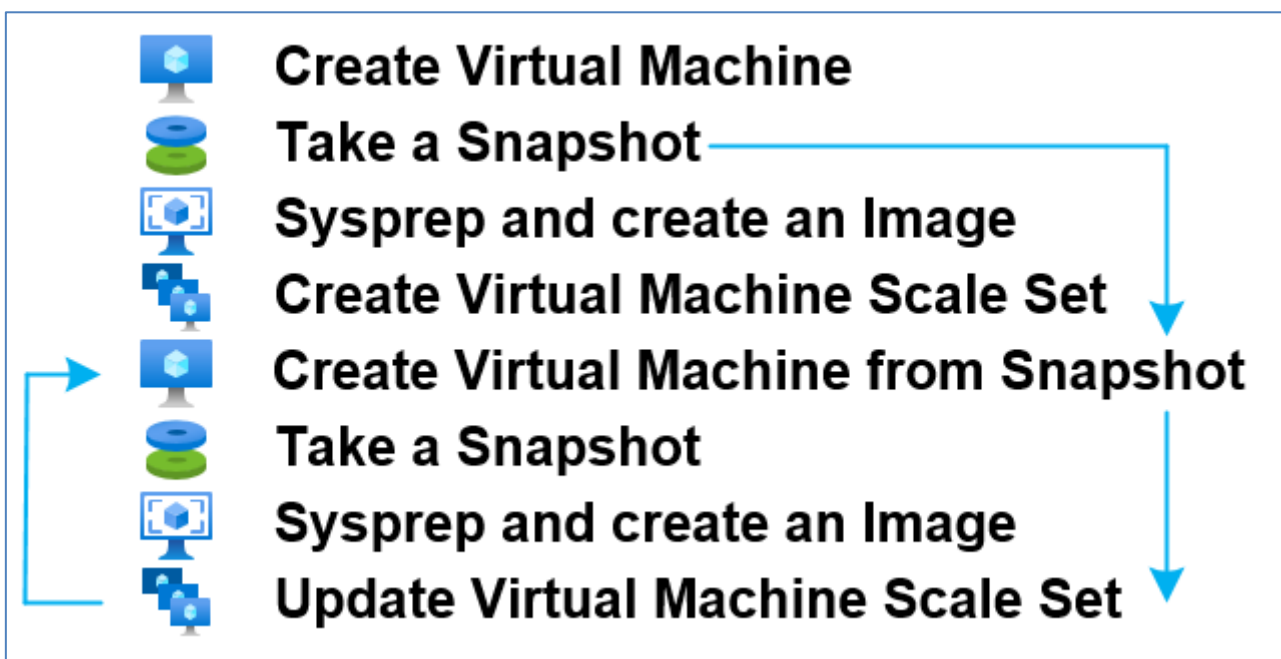 Create Virtual Machine
Take a Snapshot
Sysprep and create an Image
Create Virtual Machine Scale Set
Create Virtual Machine from Snapshot
Take a Snapshot
Sysprep and create an Image
Update Virtual Machine Scale Set